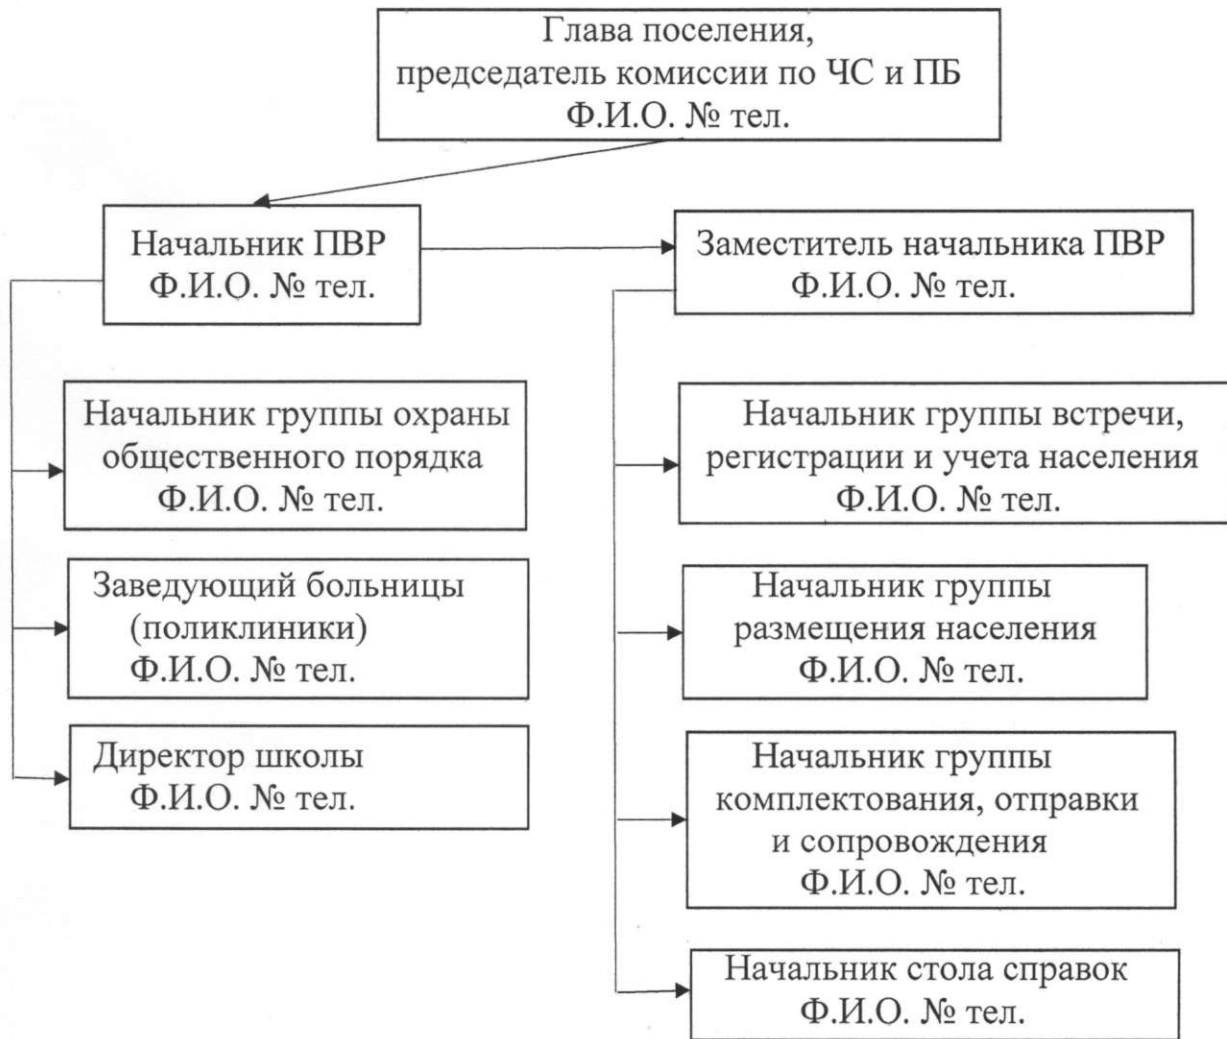 Глава поселения,
председатель комиссии по ЧС и ПБ
Ф.И.О. № тел.
Начальник ПВР
Ф.И.О. № тел.
Заместитель начальника ПВР
Ф.И.О. № тел.
Начальник группы охраны
общественного порядка
Ф.И.О. № тел.
Заведующий больницы
(поликлиники)
Ф.И.О. № тел.
Директор школы
Ф.И.О. № тел.
Начальник группы встречи,
регистрации и учета населения
Ф.И.О. № тел.
Начальник группы
размещения населения
Ф.И.О. № тел.
Начальник группы
комплектования, отправки
и сопровождения
Ф.И.О. № тел.
Начальник стола справок
Ф.И.О. № тел.